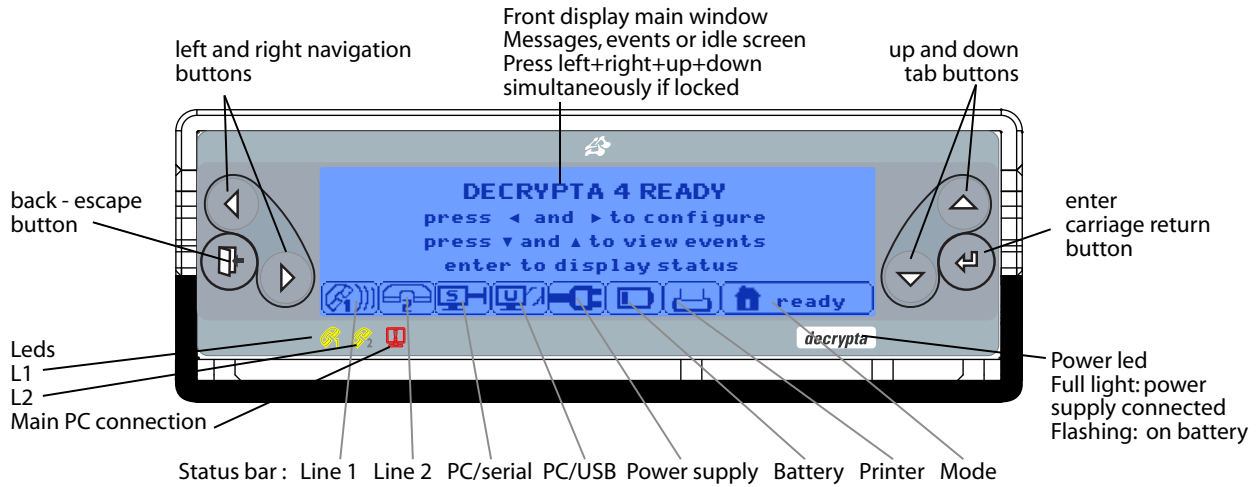 Front display main window
Messages, events or idle screen
Press left+right+up+down
simultaneously if locked
left and right navigation
buttons
up and down
tab buttons
back - escape
button
enter
carriage return
button
DECRYPTA 4 READY
press ◄ and ► to configure
press ▼ and ▲ to view events
enter to display status
1
2
S
U
ready
2
decrypta
Leds
L1
L2
Main PC connection
Power led
Full light: power
supply connected
Flashing: on battery
Status bar : Line 1 Line 2 PC/serial PC/USB Power supply Battery Printer Mode